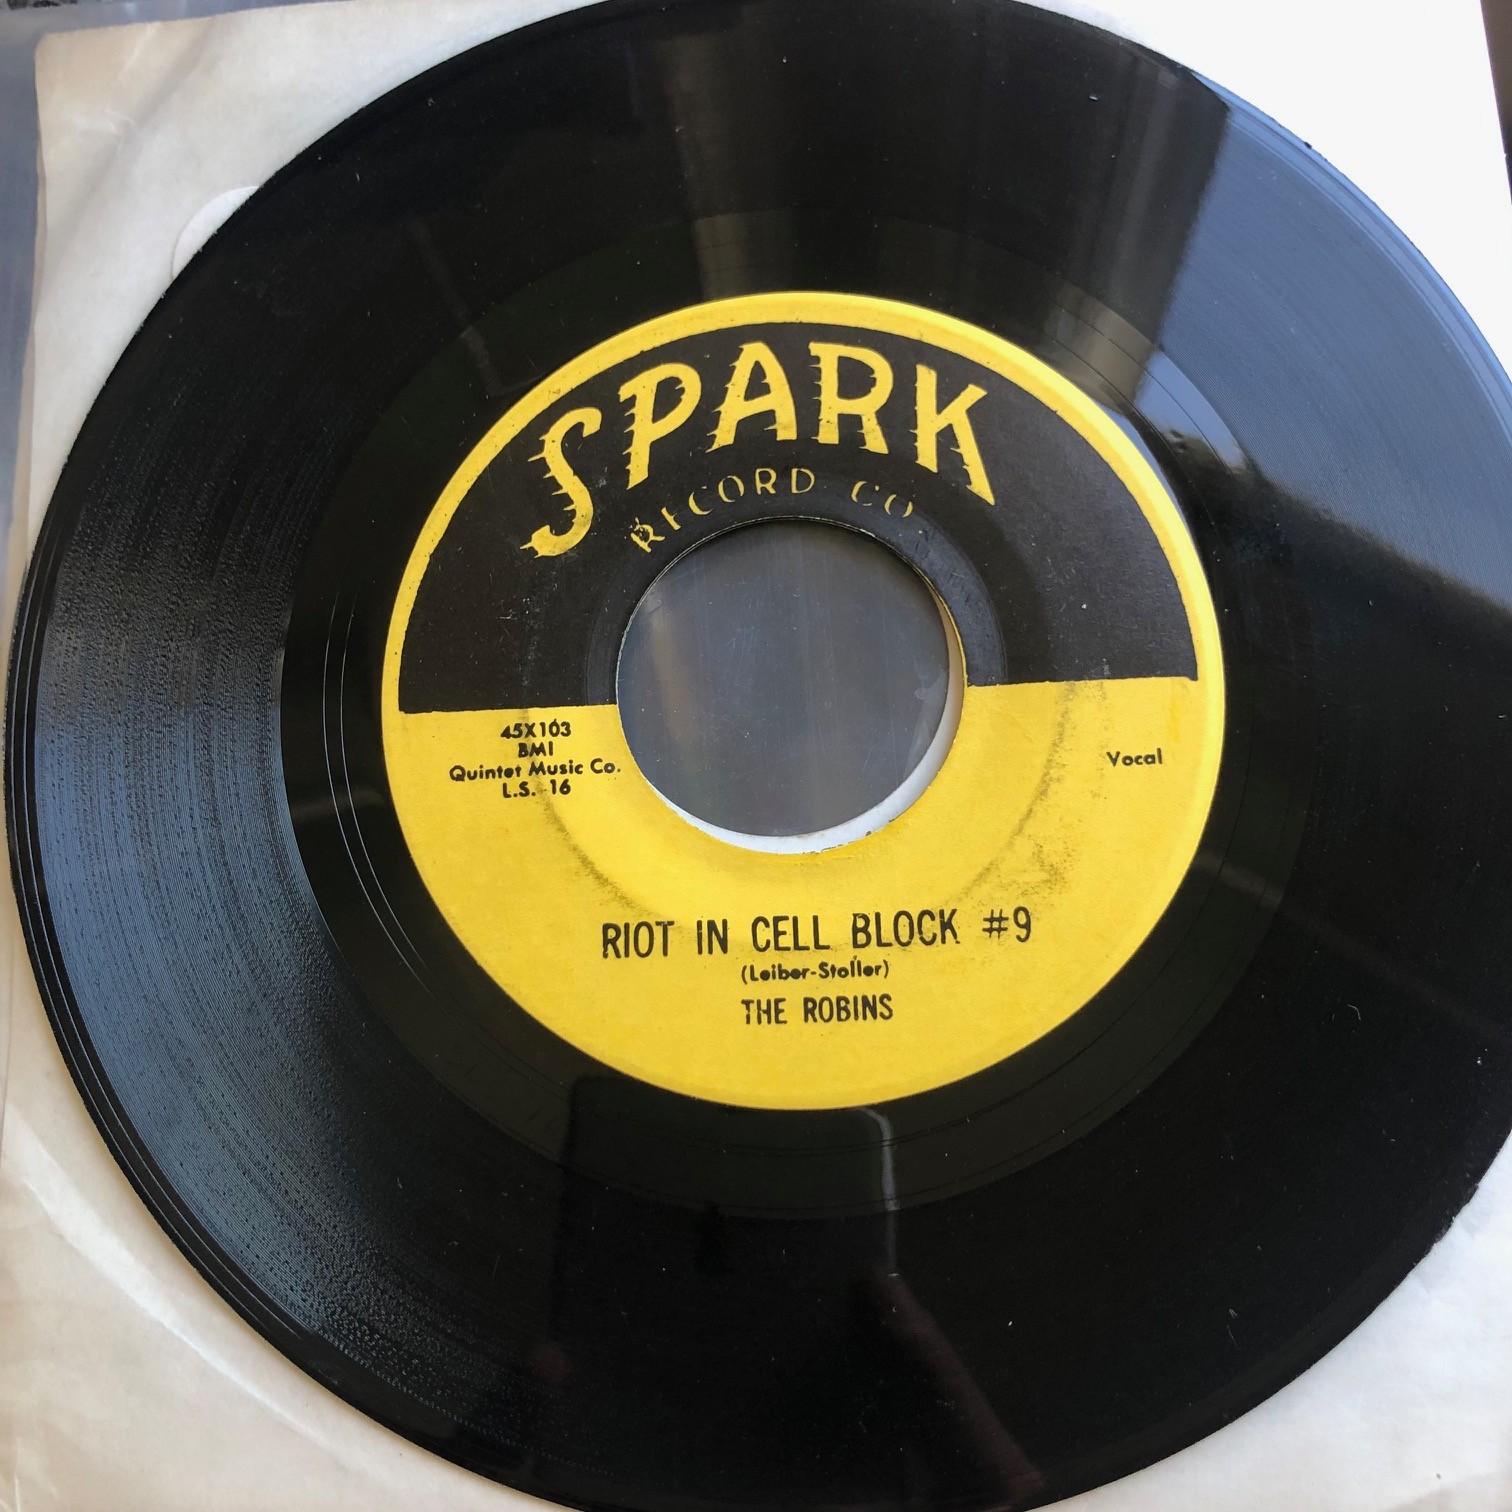 SPARK
RECORD CO.
45X103
BMI
Quintet Music Co.
L.S.-16
Vocal
RIOT IN CELL BLOCK #9
(Leiber-Stoller)
THE ROBINS